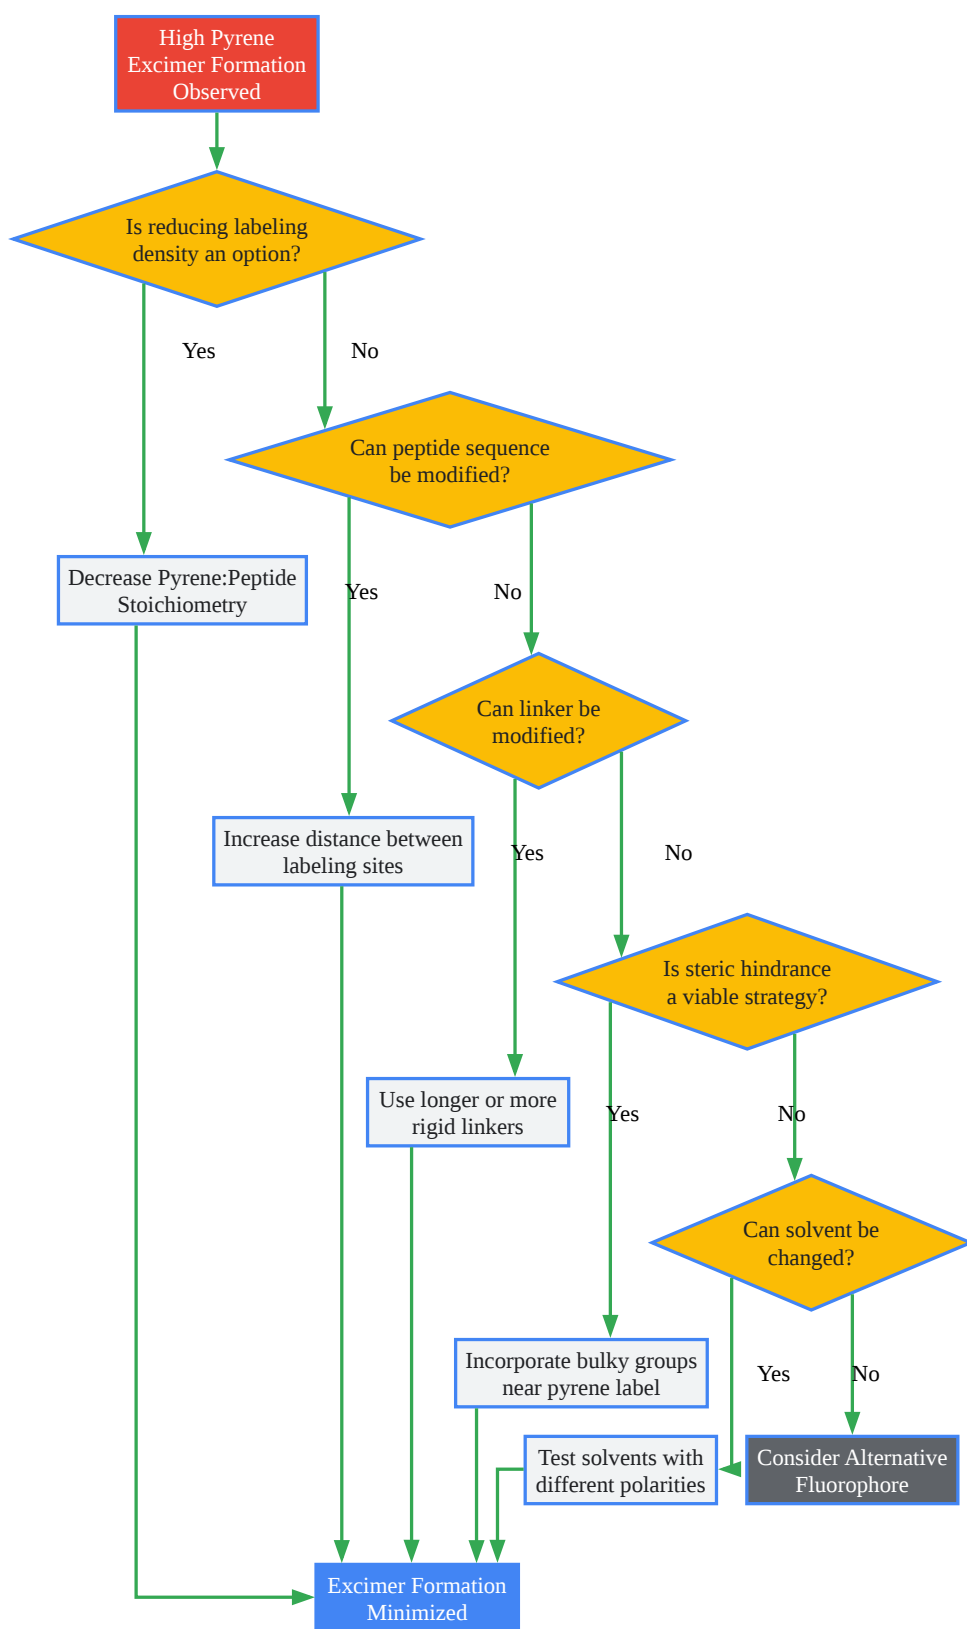 High Pyrene
Excimer Formation
Observed
Is reducing labeling
density an option?
Yes
No
Can peptide sequence
be modified?
Decrease Pyrene:Peptide
Stoichiometry
Yes
No
Can linker be
modified?
Increase distance between
labeling sites
Yes
No
Is steric hindrance
a viable strategy?
Use longer or more
rigid linkers
Yes
No
Can solvent be
changed?
Incorporate bulky groups
near pyrene label
Yes
No
Test solvents with
different polarities
Consider Alternative
Fluorophore
Excimer Formation
Minimized